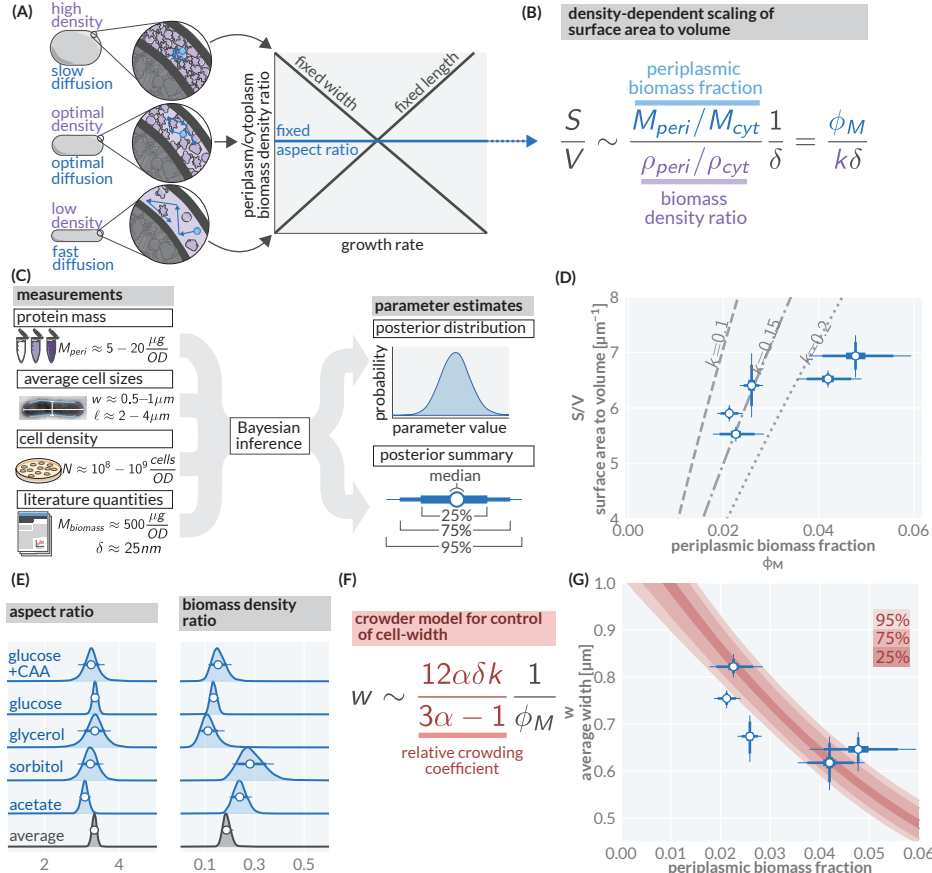 (A)
high
density
slow
diffusion
optimal
density
optimal
diffusion
low
density
fast
diffusion
periplasm/cytoplasm
biomass density ratio
fixed width
fixed length
fixed
aspect ratio
growth rate
(B)
density-dependent scaling of
surface area to volume
periplasmic
biomass fraction
S/V ~ (M_peri/M_cyt)/(ρ_peri/ρ_cyt) 1/δ = ϕ_M/kδ
biomass
density ratio
(C)
measurements
protein mass
M_peri ≈ 5 – 20 μg/OD
average cell sizes
w ≈ 0.5–1μm
ℓ ≈ 2 – 4μm
cell density
N ≈ 10^8 – 10^9 cells/OD
literature quantities
M_biomass ≈ 500 μg/OD
δ ≈ 25nm
Bayesian
inference
parameter estimates
posterior distribution
probability
parameter value
posterior summary
median
25%
75%
95%
(D)
S/V
surface area to volume [μm⁻¹]
8
7
6
5
4
k=0.1
k=0.15
k=0.2
0.00
0.02
0.04
0.06
periplasmic biomass fraction
ϕ_M
(E)
aspect ratio
biomass density
ratio
glucose
+CAA
glucose
glycerol
sorbitol
acetate
average
2
4
0.1
0.3
0.5
(F)
crowder model for control
of cell-width
w ~ 12αδk/(3α – 1) 1/ϕ_M
relative crowding
coefficient
(G)
w
average width [μm]
1.0
0.9
0.8
0.7
0.6
0.5
95%
75%
25%
0.00
0.01
0.02
0.03
0.04
0.05
0.06
periplasmic biomass fraction